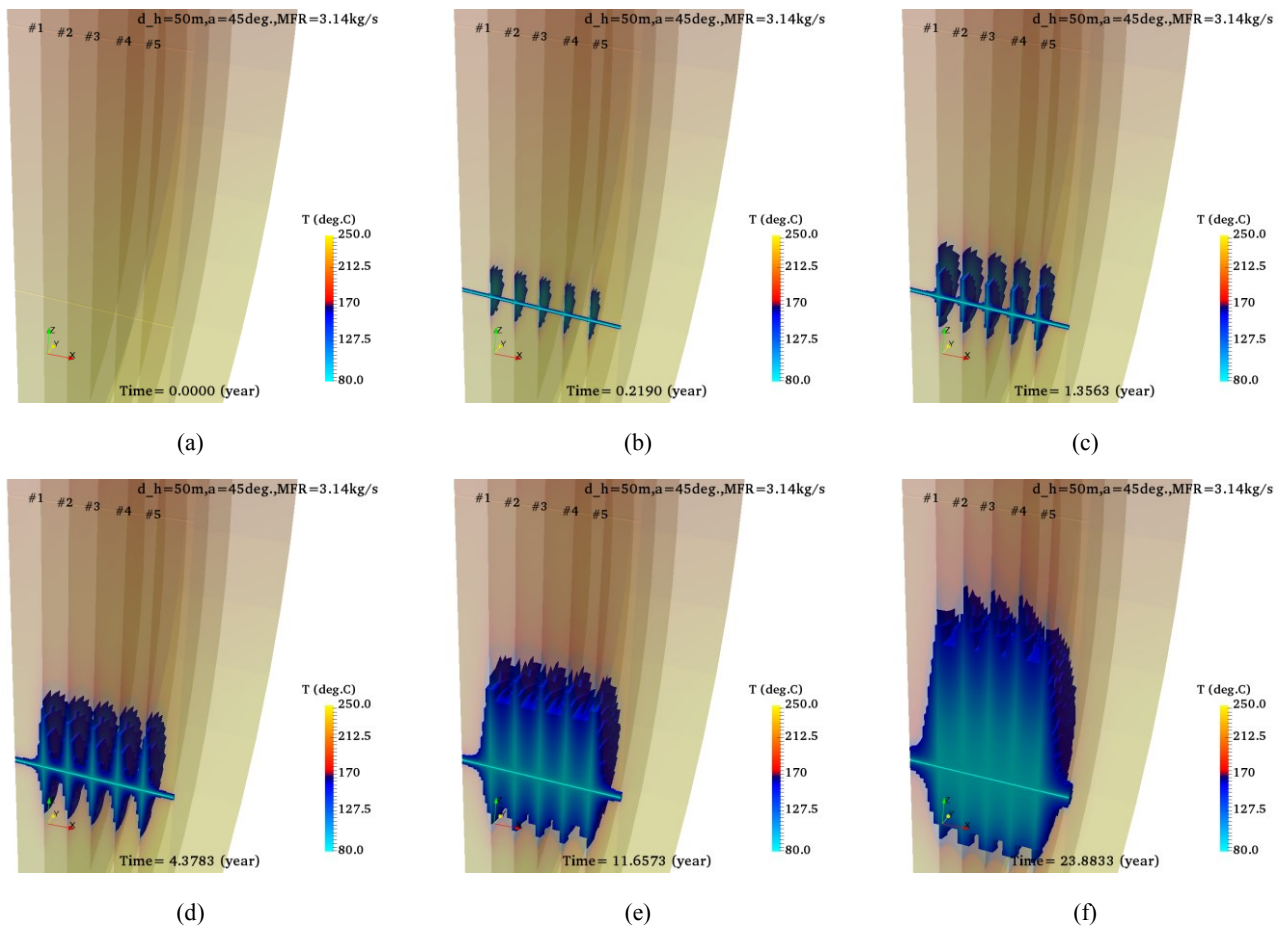 d_h=50m,a=45deg.,MFR=3.14kg/s
#1 #2 #3 #4 #5
T (deg.C)
250.0
212.5
170
127.5
80.0
Z
Y
X
Time= 0.0000 (year)
(a)
d_h=50m,a=45deg.,MFR=3.14kg/s
#1 #2 #3 #4 #5
T (deg.C)
250.0
212.5
170
127.5
80.0
Z
Y
X
Time= 0.2190 (year)
(b)
d_h=50m,a=45deg.,MFR=3.14kg/s
#1 #2 #3 #4 #5
T (deg.C)
250.0
212.5
170
127.5
80.0
Z
Y
X
Time= 1.3563 (year)
(c)
d_h=50m,a=45deg.,MFR=3.14kg/s
#1 #2 #3 #4 #5
T (deg.C)
250.0
212.5
170
127.5
80.0
Y
X
Time= 4.3783 (year)
(d)
d_h=50m,a=45deg.,MFR=3.14kg/s
#1 #2 #3 #4 #5
T (deg.C)
250.0
212.5
170
127.5
80.0
Time= 11.6573 (year)
(e)
d_h=50m,a=45deg.,MFR=3.14kg/s
#1 #2 #3 #4 #5
T (deg.C)
250.0
212.5
170
127.5
80.0
Time= 23.8833 (year)
(f)